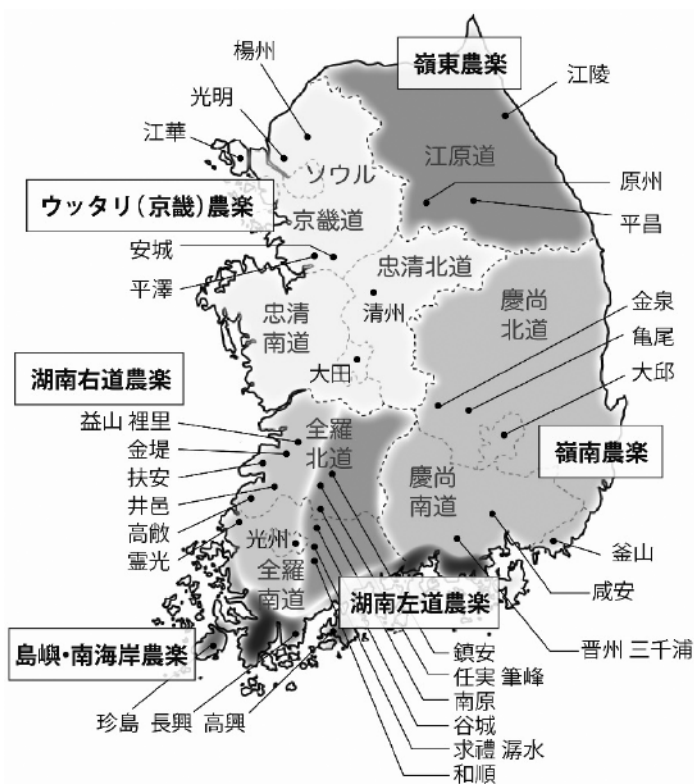 嶺東農楽
楊州
江陵
光明
江華
江原道
ソウル
原州
ウッタリ（京畿）農楽
京畿道
平昌
安城
忠清北道
平澤
清州
慶尚
北道
金泉
忠清
南道
亀尾
大田
大邱
湖南右道農楽
益山 裡里
全羅
北道
嶺南農楽
金堤
扶安
慶尚
南道
井邑
高敞
光州
釜山
霊光
全羅
南道
咸安
湖南左道農楽
島嶼・南海岸農楽
晋州 三千浦
鎮安
任実 筆峰
南原
珍島 長興 高興
谷城
求禮 潺水
和順